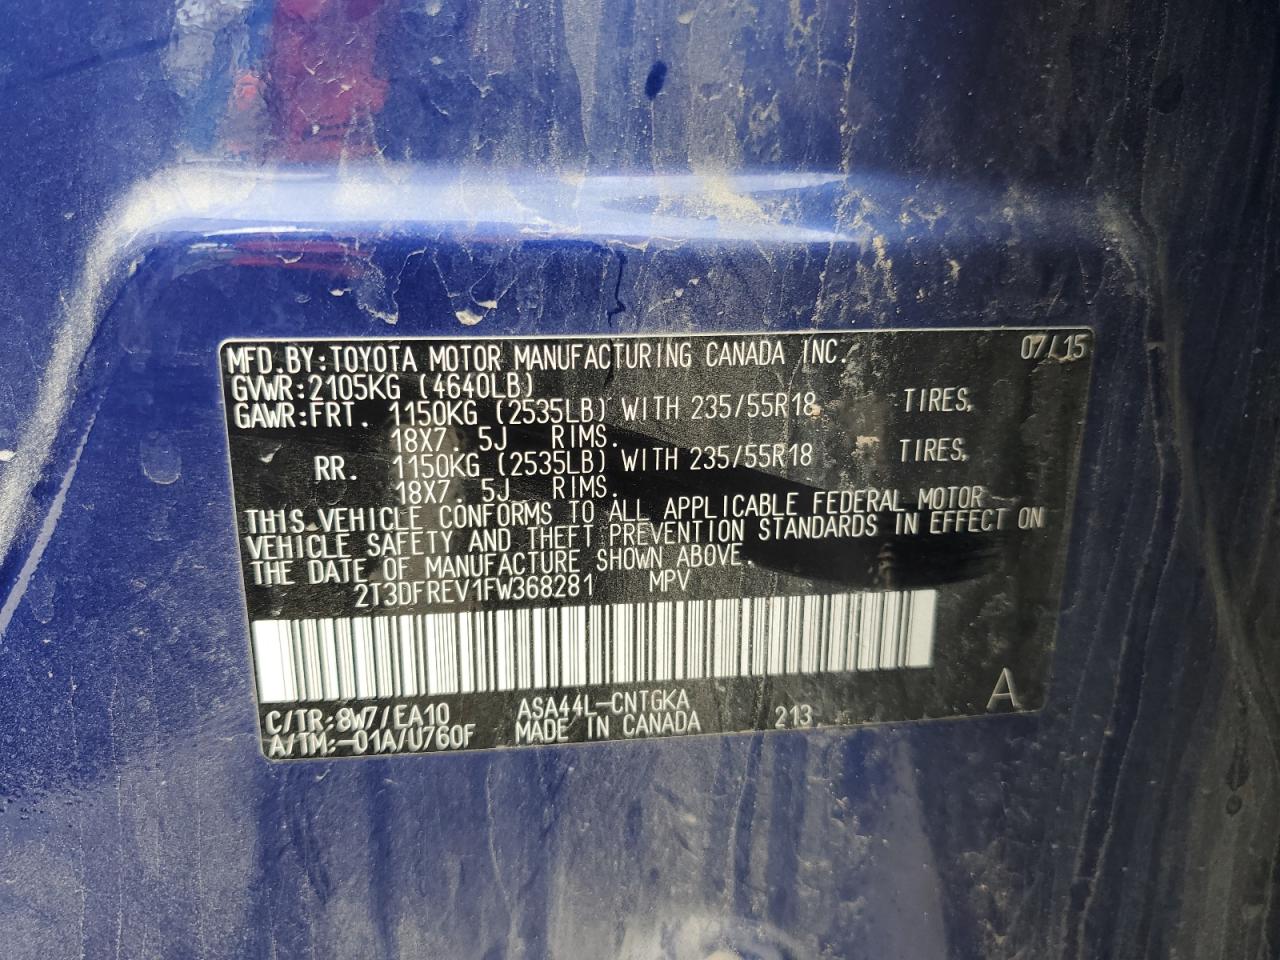 MFD.BY:TOYOTA MOTOR MANUFACTURING CANADA INC. 07/15
GVWR:2105KG (4640LB)
GAWR:FRT. 1150KG (2535LB) WITH 235/55R18 TIRES,
18X7.5J RIMS.
RR. 1150KG (2535LB) WITH 235/55R18 TIRES,
18X7.5J RIMS.
THIS VEHICLE CONFORMS TO ALL APPLICABLE FEDERAL MOTOR
VEHICLE SAFETY AND THEFT PREVENTION STANDARDS IN EFFECT ON
THE DATE OF MANUFACTURE SHOWN ABOVE.
2T3DFREV1FW368281 MPV
C/TR:8W7/EA10 ASA44L-CNTGKA 213 A
A/TM:-01A/U760F MADE IN CANADA